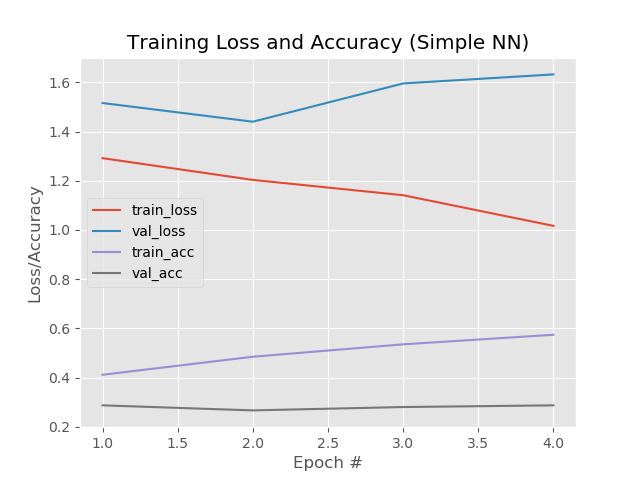 Training Loss and Accuracy (Simple NN)
1.6
1.4
1.2
1.0
0.8
0.6
0.4
0.2
Loss/Accuracy
train_loss
val_loss
train_acc
val_acc
1.0 1.5 2.0 2.5 3.0 3.5 4.0
Epoch #